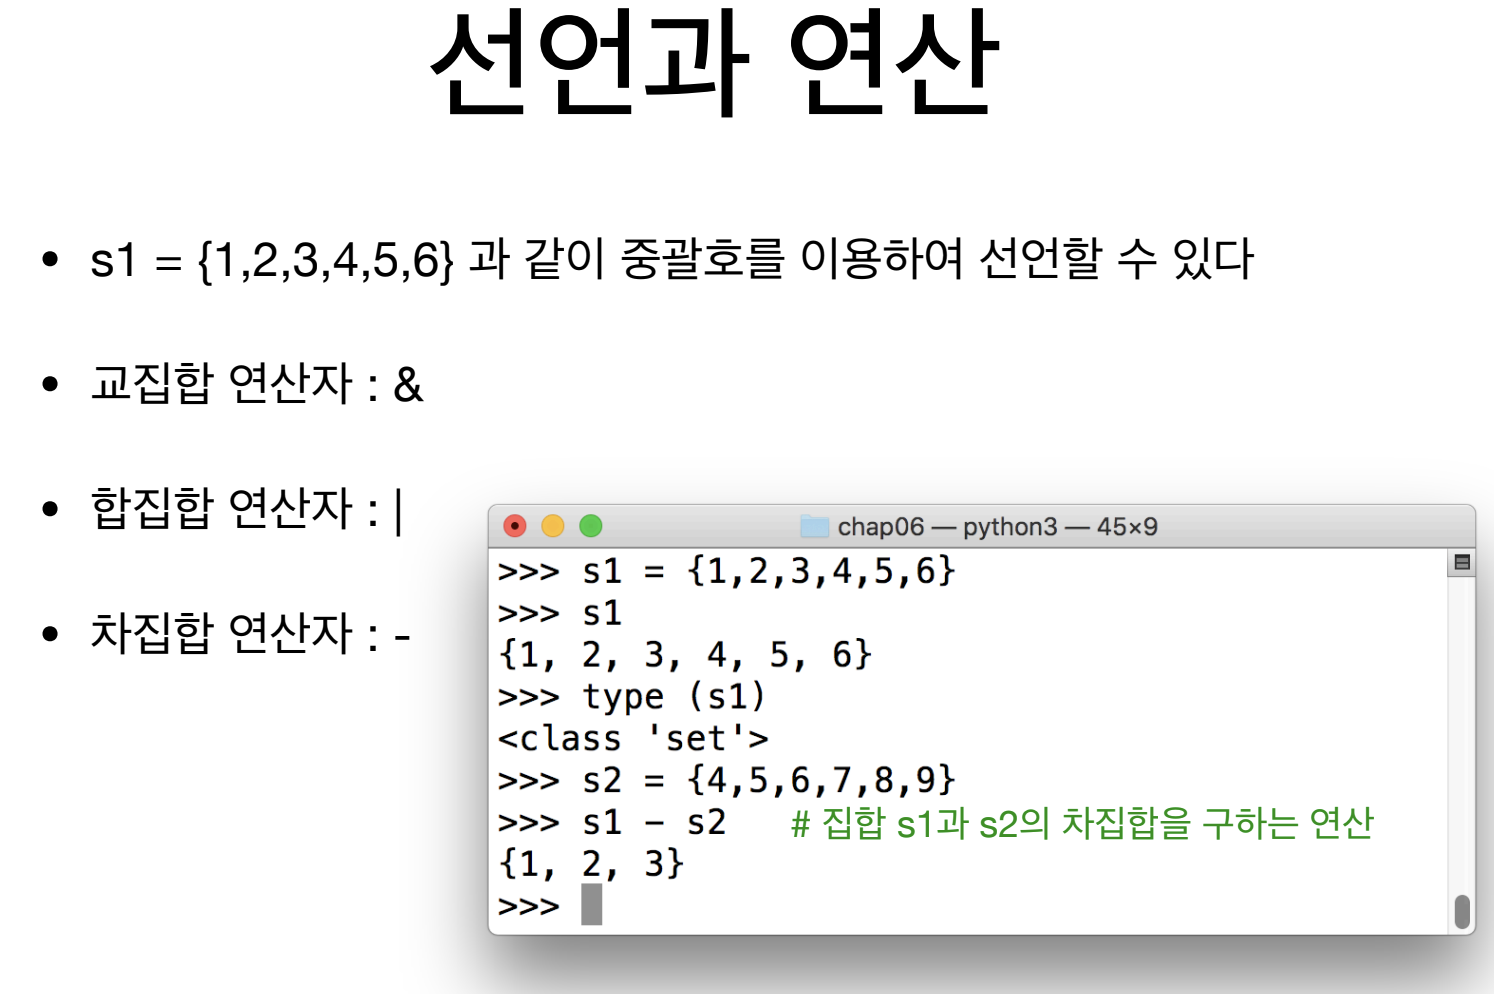 선언과 연산
• s1 = {1,2,3,4,5,6} 과 같이 중괄호를 이용하여 선언할 수 있다
• 교집합 연산자 : &
• 합집합 연산자 : |
• 차집합 연산자 : -
chap06 — python3 — 45×9
>>> s1 = {1,2,3,4,5,6}
>>> s1
{1, 2, 3, 4, 5, 6}
>>> type (s1)
<class 'set'>
>>> s2 = {4,5,6,7,8,9}
>>> s1 - s2 # 집합 s1과 s2의 차집합을 구하는 연산
{1, 2, 3}
>>>